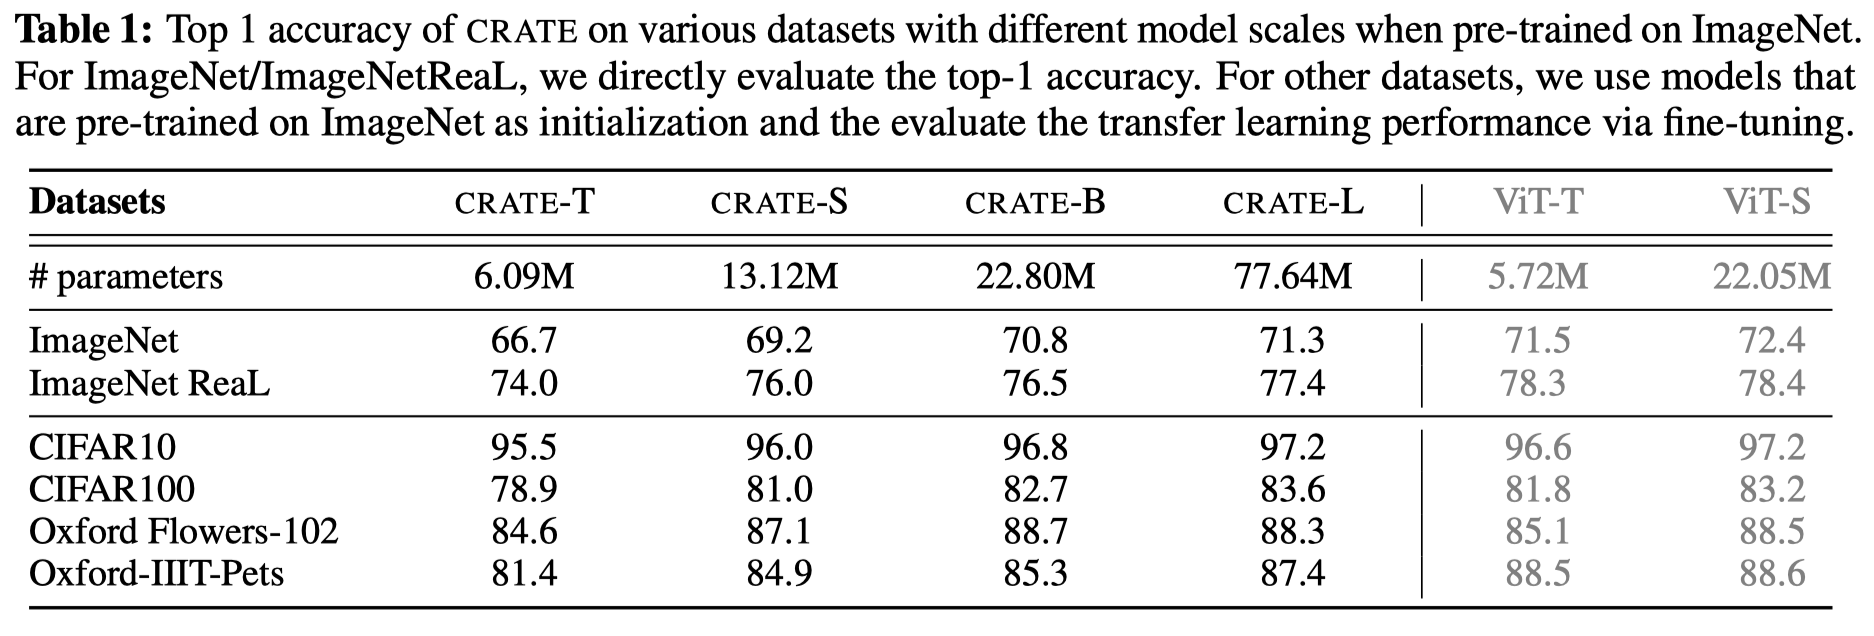 Table 1: Top 1 accuracy of CRATE on various datasets with different model scales when pre-trained on ImageNet.
For ImageNet/ImageNetReaL, we directly evaluate the top-1 accuracy. For other datasets, we use models that
are pre-trained on ImageNet as initialization and the evaluate the transfer learning performance via fine-tuning.
Datasets CRATE-T CRATE-S CRATE-B CRATE-L ViT-T ViT-S
# parameters 6.09M 13.12M 22.80M 77.64M 5.72M 22.05M
ImageNet 66.7 69.2 70.8 71.3 71.5 72.4
ImageNet ReaL 74.0 76.0 76.5 77.4 78.3 78.4
CIFAR10 95.5 96.0 96.8 97.2 96.6 97.2
CIFAR100 78.9 81.0 82.7 83.6 81.8 83.2
Oxford Flowers-102 84.6 87.1 88.7 88.3 85.1 88.5
Oxford-IIIT-Pets 81.4 84.9 85.3 87.4 88.5 88.6